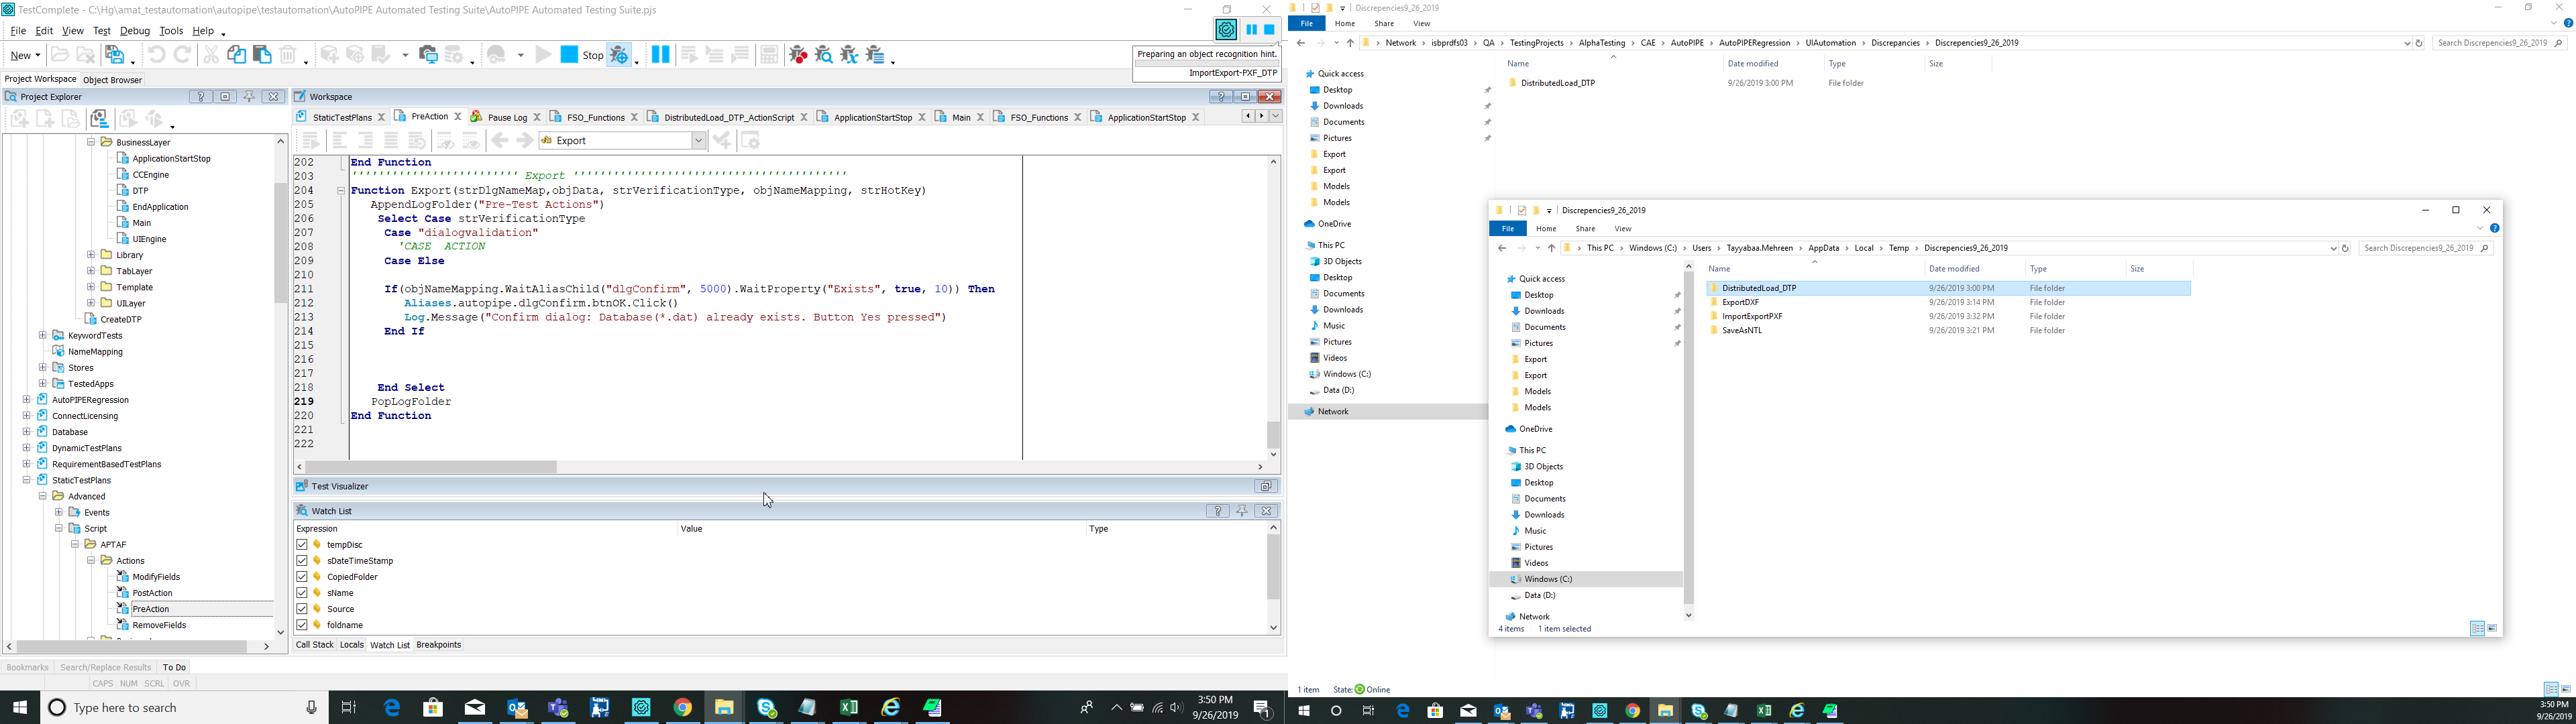 TestComplete - C:\Hg\amat_testautomation\autopipe\testautomation\AutoPIPE Automated Testing Suite\AutoPIPE Automated Testing Suite.pjs
File Edit View Test Debug Tools Help
New Stop
Preparing an object recognition hint.
ImportExport-PXF_DTP
Project Workspace Object Browser
Project Explorer
BusinessLayer
ApplicationStartStop
CCEngine
DTP
EndApplication
Main
UIEngine
Library
TabLayer
Template
UILayer
CreateDTP
KeywordTests
NameMapping
Stores
TestedApps
AutoPIPERegression
ConnectLicensing
Database
DynamicTestPlans
RequirementBasedTestPlans
StaticTestPlans
Advanced
Events
Script
APTAF
Actions
ModifyFields
PostAction
PreAction
RemoveFields
Workspace
StaticTestPlans PreAction Pause Log FSO_Functions DistributedLoad_DTP_ActionScript ApplicationStartStop Main FSO_Functions ApplicationStartStop
Export
202 End Function
203 ''''''''''''''''''''''''' Export '''''''''''''''''''''''''''''''''''''''''
204 Function Export(strDlgNameMap,objData, strVerificationType, objNameMapping, strHotKey)
205 AppendLogFolder("Pre-Test Actions")
206 Select Case strVerificationType
207 Case "dialogvalidation"
208 'CASE ACTION
209 Case Else
210
211 If(objNameMapping.WaitAliasChild("dlgConfirm", 5000).WaitProperty("Exists", true, 10)) Then
212 Aliases.autopipe.dlgConfirm.btnOK.Click()
213 Log.Message("Confirm dialog: Database(*.dat) already exists. Button Yes pressed")
214 End If
215
216
217
218 End Select
219 PopLogFolder
220 End Function
221
222
Test Visualizer
Watch List
Expression Value Type
tempDisc
sDateTimeStamp
CopiedFolder
sName
Source
foldname
Call Stack Locals Watch List Breakpoints
Bookmarks Search/Replace Results To Do
CAPS NUM SCRL OVR
Type here to search
3:50 PM
9/26/2019
1
Discrepencies9_26_2019
File Home Share View
Network › isbprdfs03 › QA › TestingProjects › AlphaTesting › CAE › AutoPIPE › AutoPIPERegression › UIAutomation › Discrepancies › Discrepencies9_26_2019
Search Discrepencies9_26_2019
Name Date modified Type Size
DistributedLoad_DTP 9/26/2019 3:00 PM File folder
Quick access
Desktop
Downloads
Documents
Pictures
Export
Export
Models
Models
OneDrive
This PC
3D Objects
Desktop
Documents
Downloads
Music
Pictures
Videos
Windows (C:)
Data (D:)
Network
1 item State: Online
Discrepencies9_26_2019
File Home Share View
This PC › Windows (C:) › Users › Tayyabaa.Mehreen › AppData › Local › Temp › Discrepencies9_26_2019
Search Discrepencies9_26_2019
Name Date modified Type Size
DistributedLoad_DTP 9/26/2019 3:00 PM File folder
ExportDXF 9/26/2019 3:14 PM File folder
ImportExportPXF 9/26/2019 3:32 PM File folder
SaveAsNTL 9/26/2019 3:21 PM File folder
Quick access
Desktop
Downloads
Documents
Pictures
Export
Export
Models
Models
OneDrive
This PC
3D Objects
Desktop
Documents
Downloads
Music
Pictures
Videos
Windows (C:)
Data (D:)
Network
4 items 1 item selected
3:50 PM
9/26/2019